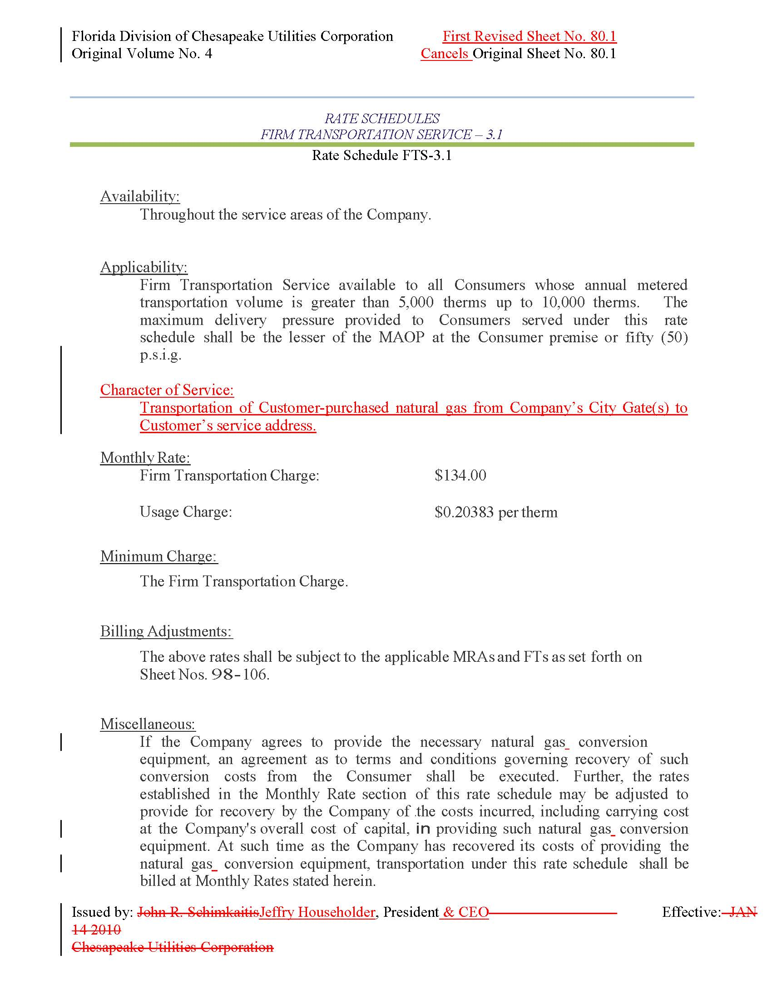 Florida Division of Chesapeake Utilities Corporation First Revised Sheet No. 80.1
Original Volume No. 4 Cancels Original Sheet No. 80.1
RATE SCHEDULES
FIRM TRANSPORTATION SERVICE – 3.1
Rate Schedule FTS-3.1
Availability:
Throughout the service areas of the Company.
Applicability:
Firm Transportation Service available to all Consumers whose annual metered
transportation volume is greater than 5,000 therms up to 10,000 therms. The
maximum delivery pressure provided to Consumers served under this rate
schedule shall be the lesser of the MAOP at the Consumer premise or fifty (50)
p.s.i.g.
Character of Service:
Transportation of Customer-purchased natural gas from Company’s City Gate(s) to
Customer’s service address.
Monthly Rate:
Firm Transportation Charge: $134.00
Usage Charge: $0.20383 per therm
Minimum Charge:
The Firm Transportation Charge.
Billing Adjustments:
The above rates shall be subject to the applicable MRAs and FTs as set forth on
Sheet Nos. 98-106.
Miscellaneous:
If the Company agrees to provide the necessary natural gas conversion
equipment, an agreement as to terms and conditions governing recovery of such
conversion costs from the Consumer shall be executed. Further, the rates
established in the Monthly Rate section of this rate schedule may be adjusted to
provide for recovery by the Company of .the costs incurred, including carrying cost
at the Company's overall cost of capital, in providing such natural gas conversion
equipment. At such time as the Company has recovered its costs of providing the
natural gas conversion equipment, transportation under this rate schedule shall be
billed at Monthly Rates stated herein.
Issued by: John R. SchimkaitisJeffry Householder, President & CEO Effective: JAN
14 2010
Chesapeake Utilities Corporation